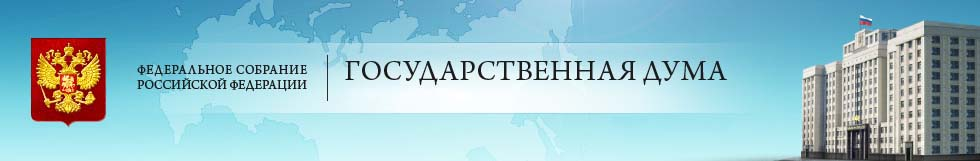 ФЕДЕРАЛЬНОЕ СОБРАНИЕ
РОССИЙСКОЙ ФЕДЕРАЦИИ
ГОСУДАРСТВЕННАЯ ДУМА